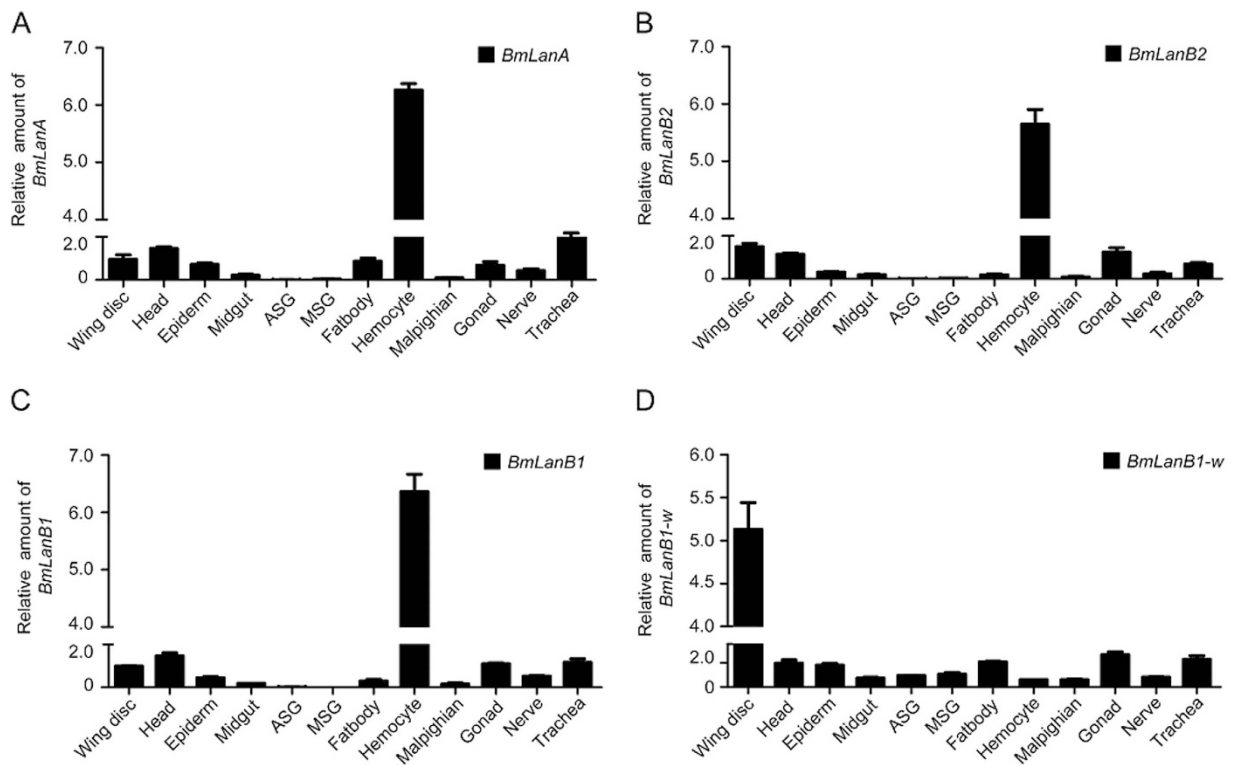 A
Relative amount of
BmLanA
BmLanA
7.0
6.0
5.0
4.0
2.0
0
Wing disc
Head
Epiderm
Midgut
ASG
MSG
Fatbody
Hemocyte
Malpighian
Gonad
Nerve
Trachea
B
Relative amount of
BmLanB2
BmLanB2
7.0
6.0
5.0
4.0
2.0
0
Wing disc
Head
Epiderm
Midgut
ASG
MSG
Fatbody
Hemocyte
Malpighian
Gonad
Nerve
Trachea
C
Relative amount of
BmLanB1
BmLanB1
7.0
6.0
5.0
4.0
2.0
0
Wing disc
Head
Epiderm
Midgut
ASG
MSG
Fatbody
Hemocyte
Malpighian
Gonad
Nerve
Trachea
D
Relative amount of
BmLanB1-w
BmLanB1-w
6.0
5.5
5.0
4.5
4.0
2.0
0
Wing disc
Head
Epiderm
Midgut
ASG
MSG
Fatbody
Hemocyte
Malpighian
Gonad
Nerve
Trachea